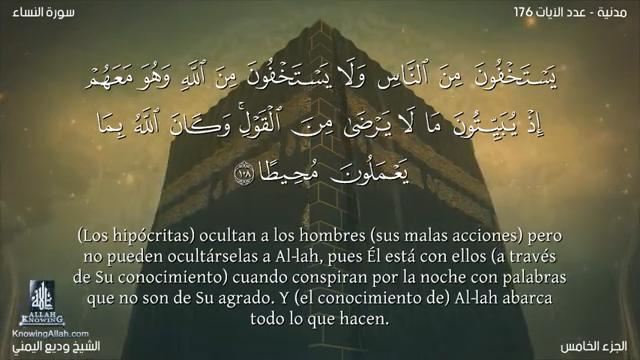 مدنية - عدد الآيات 176
سورة النساء
يَسْتَخْفُونَ مِنَ ٱلنَّاسِ وَلَا يَسْتَخْفُونَ مِنَ ٱللَّهِ وَهُوَ مَعَهُمْ
إِذْ يُبَيِّتُونَ مَا لَا يَرْضَىٰ مِنَ ٱلْقَوْلِ ۚ وَكَانَ ٱللَّهُ بِمَا
يَعْمَلُونَ مُحِيطًا ١٠٨
(Los hipócritas) ocultan a los hombres (sus malas acciones) pero
no pueden ocultárselas a Al-lah, pues Él está con ellos (a través
de Su conocimiento) cuando conspiran por la noche con palabras
que no son de Su agrado. Y (el conocimiento de) Al-lah abarca
todo lo que hacen.
ALLAH
KNOWING
KnowingAllah.com
الجزء الخامس
الشيخ وديع اليمني